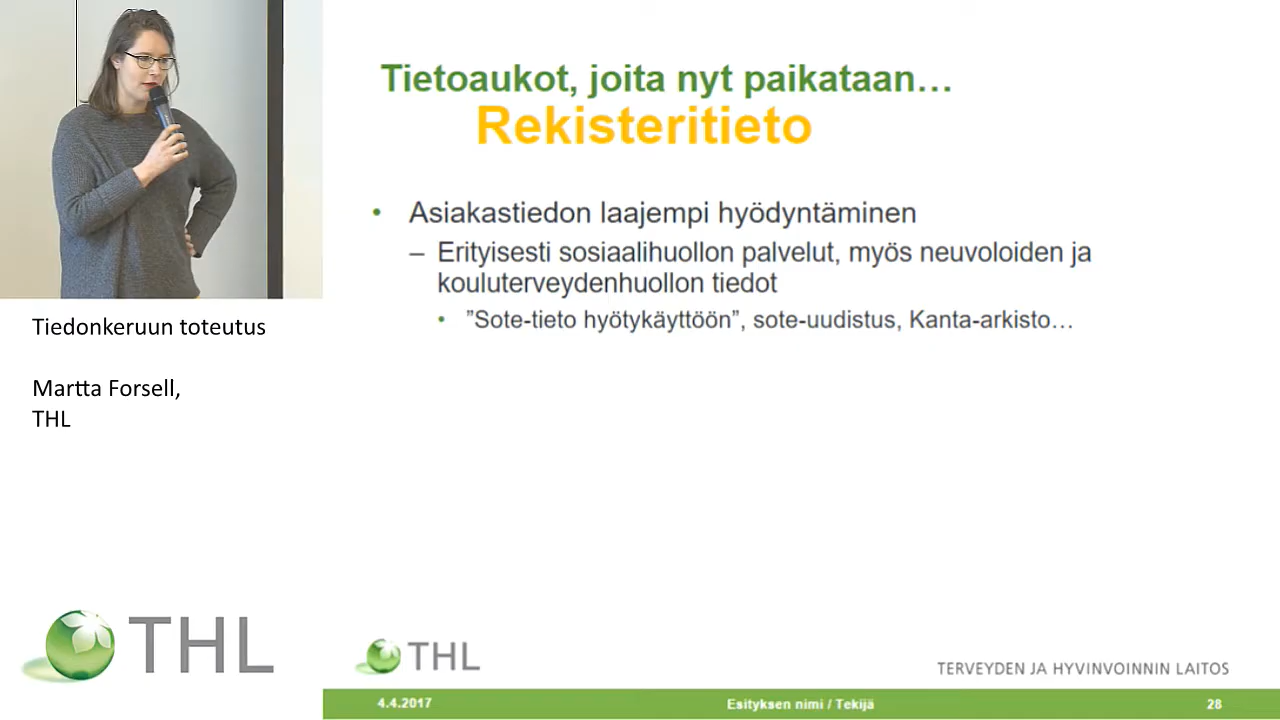 Tietoaukot, joita nyt paikataan...
Rekisteritieto
• Asiakastiedon laajempi hyödyntäminen
– Erityisesti sosiaalihuollon palvelut, myös neuvoloiden ja
kouluterveydenhuollon tiedot
• ”Sote-tieto hyötykäyttöön”, sote-uudistus, Kanta-arkisto...
Tiedonkeruun toteutus
Martta Forsell,
THL
THL
THL
TERVEYDEN JA HYVINVOINNIN LAITOS
4.4.2017
Esityksen nimi / Tekijä
28